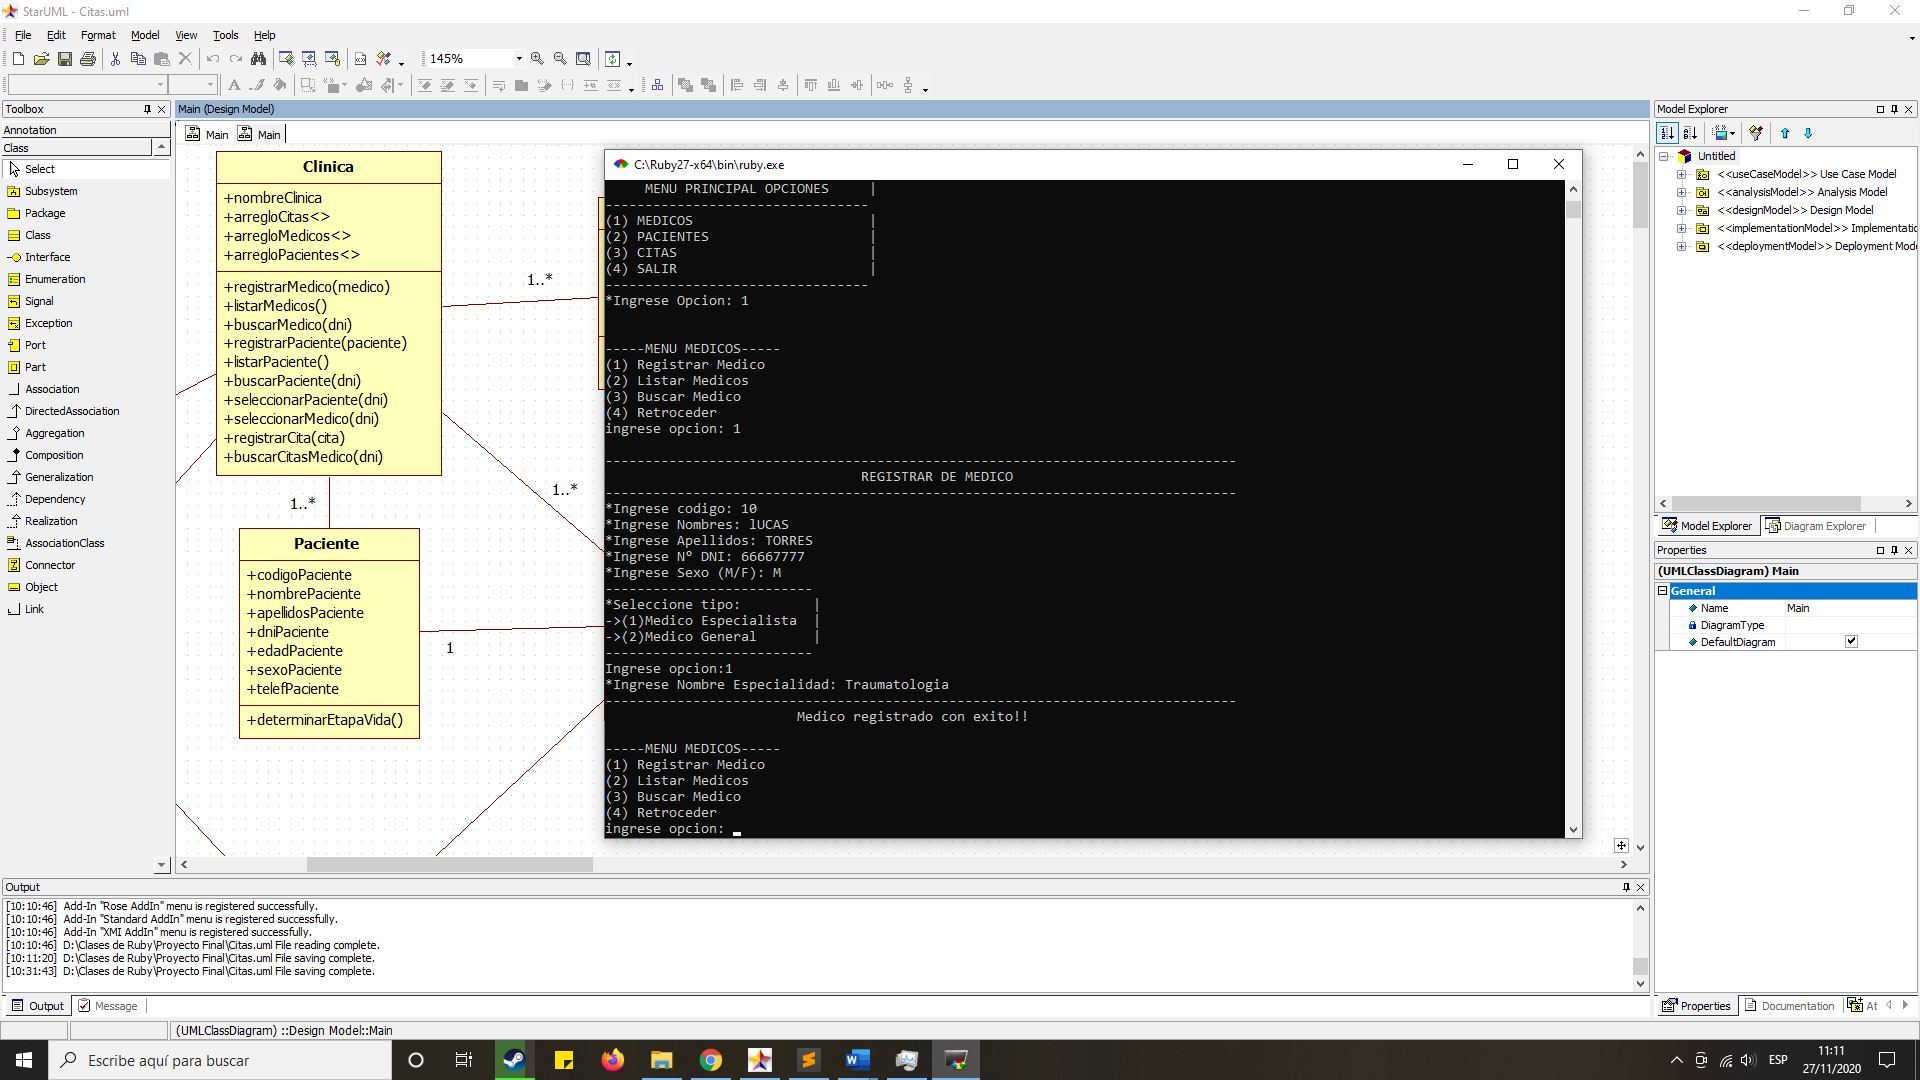 StarUML - Citas.uml
File Edit Format Model View Tools Help
145%
Toolbox
Annotation
Class
Select
Subsystem
Package
Class
Interface
Enumeration
Signal
Exception
Port
Part
Association
DirectedAssociation
Aggregation
Composition
Generalization
Dependency
Realization
AssociationClass
Connector
Object
Link
Main (Design Model)
Main Main
Clinica
+nombreClinica
+arregloCitas<>
+arregloMedicos<>
+arregloPacientes<>
+registrarMedico(medico)
+listarMedicos()
+buscarMedico(dni)
+registrarPaciente(paciente)
+listarPaciente()
+buscarPaciente(dni)
+seleccionarPaciente(dni)
+seleccionarMedico(dni)
+registrarCita(cita)
+buscarCitasMedico(dni)
1..*
1..*
1..*
Paciente
+codigoPaciente
+nombrePaciente
+apellidosPaciente
+dniPaciente
+edadPaciente
+sexoPaciente
+telefPaciente
+determinarEtapaVida()
1
C:\Ruby27-x64\bin\ruby.exe
MENU PRINCIPAL OPCIONES |
---------------------------------
(1) MEDICOS |
(2) PACIENTES |
(3) CITAS |
(4) SALIR |
---------------------------------
*Ingrese Opcion: 1
-----MENU MEDICOS-----
(1) Registrar Medico
(2) Listar Medicos
(3) Buscar Medico
(4) Retroceder
ingrese opcion: 1
-------------------------------------------------------------------------------
REGISTRAR DE MEDICO
-------------------------------------------------------------------------------
*Ingrese codigo: 10
*Ingrese Nombres: lUCAS
*Ingrese Apellidos: TORRES
*Ingrese Nº DNI: 66667777
*Ingrese Sexo (M/F): M
--------------------------
*Seleccione tipo: |
->(1)Medico Especialista |
->(2)Medico General |
--------------------------
Ingrese opcion:1
*Ingrese Nombre Especialidad: Traumatologia
-------------------------------------------------------------------------------
Medico registrado con exito!!
-----MENU MEDICOS-----
(1) Registrar Medico
(2) Listar Medicos
(3) Buscar Medico
(4) Retroceder
ingrese opcion: _
Model Explorer
Untitled
<<useCaseModel>> Use Case Model
<<analysisModel>> Analysis Model
<<designModel>> Design Model
<<implementationModel>> Implementatic
<<deploymentModel>> Deployment Mod
Model Explorer Diagram Explorer
Properties
(UMLClassDiagram) Main
General
Name Main
DiagramType
DefaultDiagram
Properties Documentation At
Output
[10:10:46] Add-In "Rose AddIn" menu is registered successfully.
[10:10:46] Add-In "Standard AddIn" menu is registered successfully.
[10:10:46] Add-In "XMI AddIn" menu is registered successfully.
[10:10:46] D:\Clases de Ruby\Proyecto Final\Citas.uml File reading complete.
[10:11:20] D:\Clases de Ruby\Proyecto Final\Citas.uml File saving complete.
[10:31:43] D:\Clases de Ruby\Proyecto Final\Citas.uml File saving complete.
Output Message
(UMLClassDiagram) ::Design Model::Main
Escribe aquí para buscar
ESP
11:11
27/11/2020